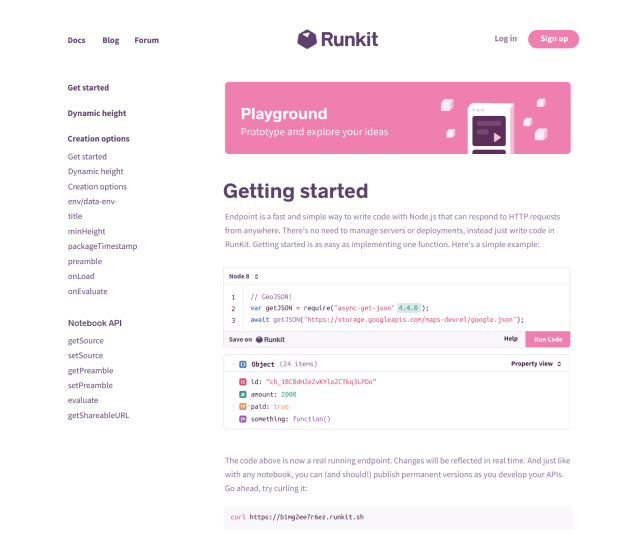 Docs Blog Forum
Runkit
Log in Sign up
Get started
Dynamic height
Creation options
Get started
Dynamic height
Creation options
env/data-env-
title
minHeight
packageTimestamp
preamble
onLoad
onEvaluate
Notebook API
getSource
setSource
getPreamble
setPreamble
evaluate
getShareableURL
Playground
Prototype and explore your ideas
Getting started
Endpoint is a fast and simple way to write code with Node.js that can respond to HTTP requests
from anywhere. There's no need to manage servers or deployments, instead just write code in
RunKit. Getting started is as easy as implementing one function. Here's a simple example:
Node 8
1 // GeoJSON!
2 var getJSON = require("async-get-json" 4.4.0 );
3 await getJSON("https://storage.googleapis.com/maps-devrel/google.json");
Save on Runkit Help Run Code
Object (24 items) Property view
id: "ch_1BCBdHZeZvKYlo2CTkq3LPDo"
amount: 2000
paid: true
something: function()
The code above is now a real running endpoint. Changes will be reflected in real time. And just like
with any notebook, you can (and should!) publish permanent versions as you develop your APIs.
Go ahead, try curling it:
curl https://b1mg2ee7r6ez.runkit.sh